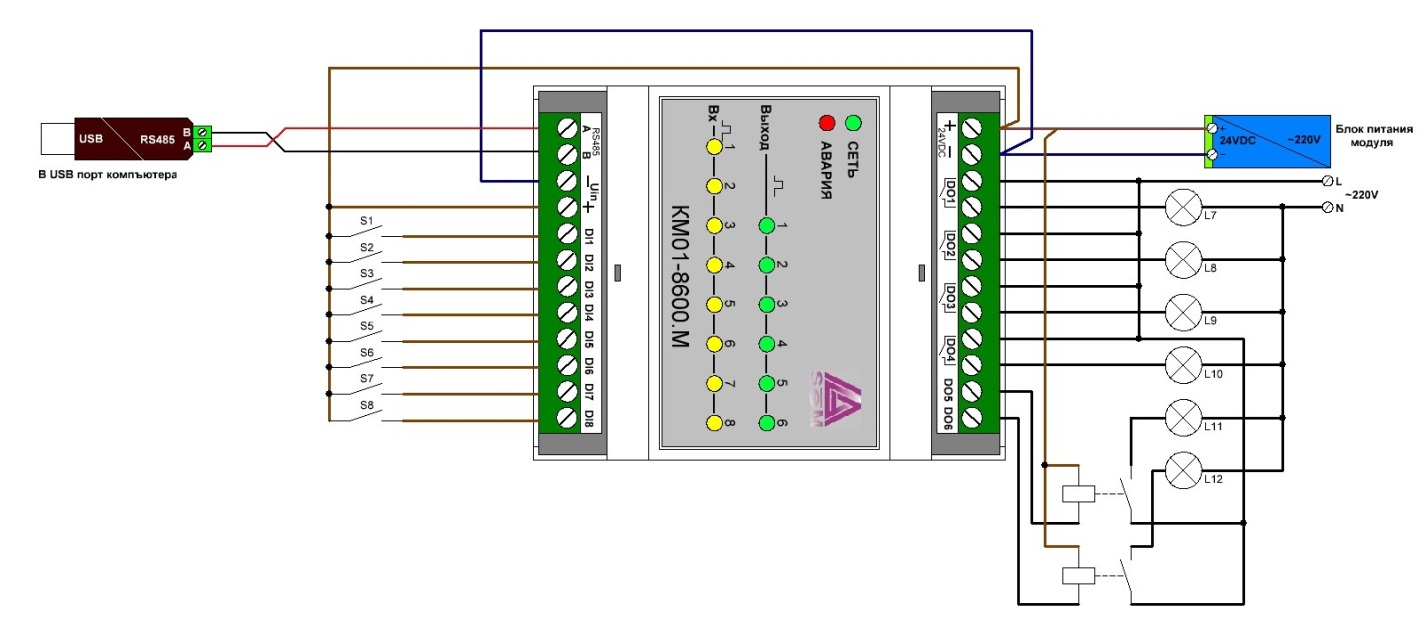 USB
RS485
B
A
В USB порт компъютера
S1
S2
S3
S4
S5
S6
S7
S8
A
B
RS485
−
Uin
+
DI1
DI2
DI3
DI4
DI5
DI6
DI7
DI8
Вх
1
2
3
4
5
6
7
8
Выход
1
2
3
4
5
6
АВАРИЯ
СЕТЬ
КМ01-8600.М
+
24VDC
−
DO1
DO2
DO3
DO4
DO5
DO6
+
24VDC
−
~220V
Блок питания
модуля
L
~220V
N
L7
L8
L9
L10
L11
L12